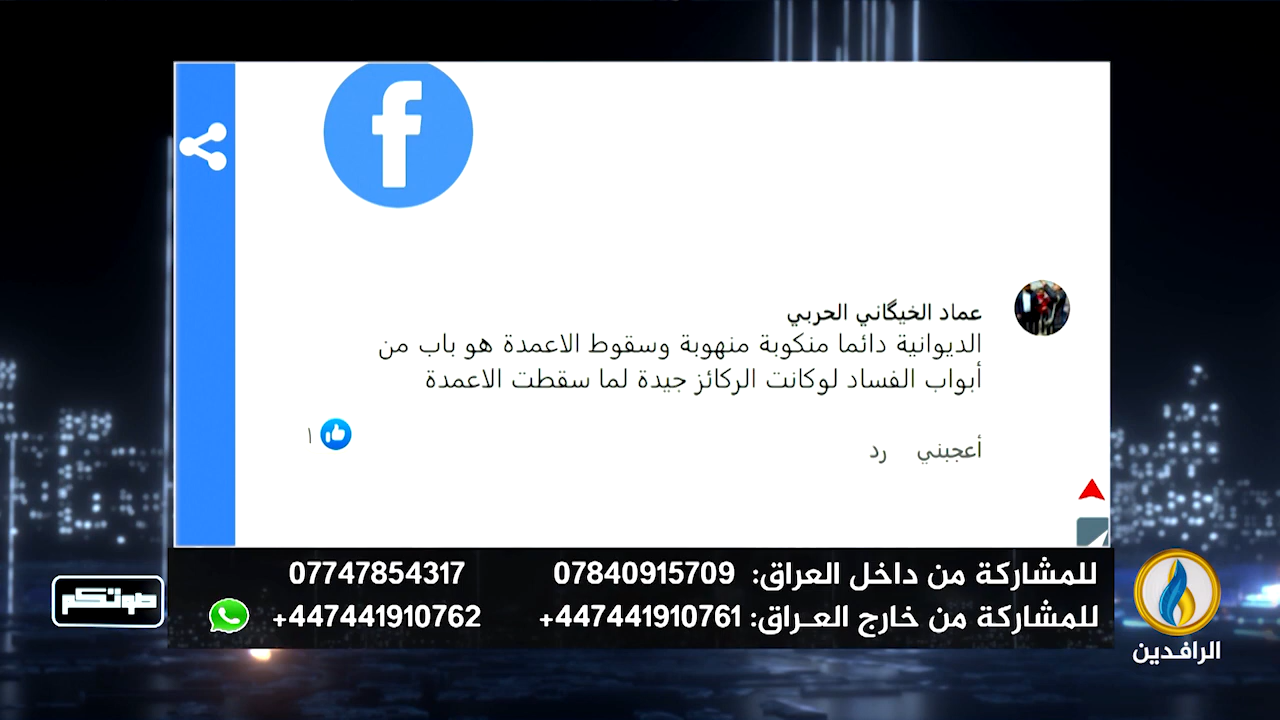 f
عماد الخيگاني الحربي
الديوانية دائما منكوبة منهوبة وسقوط الاعمدة هو باب من
أبواب الفساد لوكانت الركائز جيدة لما سقطت الاعمدة
أعجبني رد
١
للمشاركة من داخل العراق: 07840915709 07747854317
للمشاركة من خارج العـراق: 447441910761+ 447441910762+
صوتكم
الرافدين